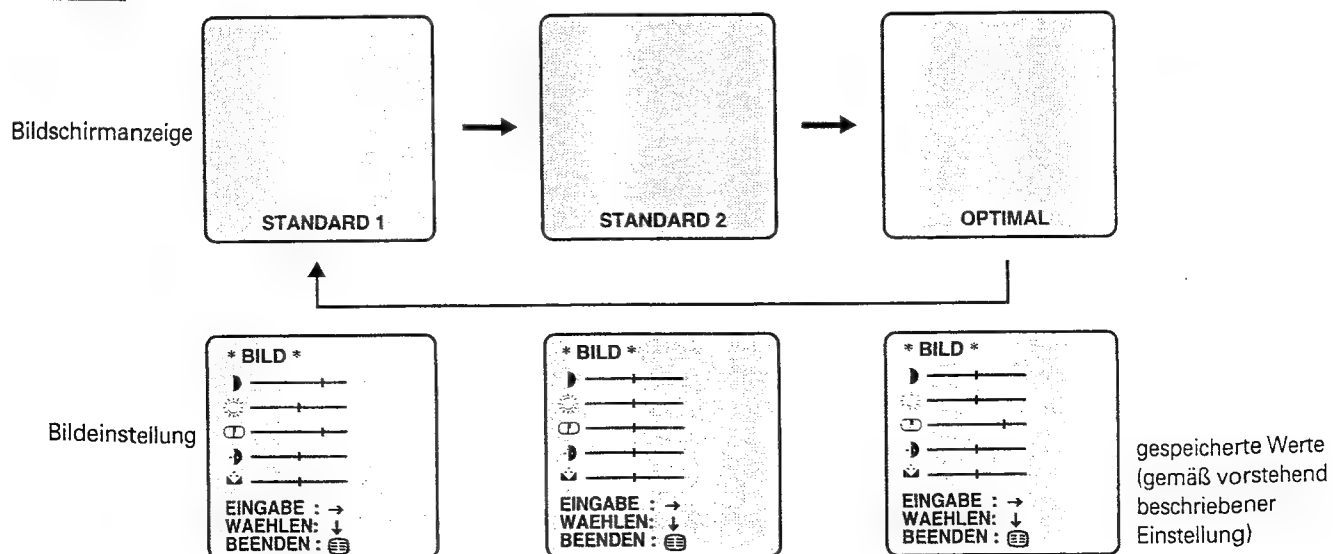 Bildschirmanzeige
STANDARD 1
STANDARD 2
OPTIMAL
Bildeinstellung
* BILD *
EINGABE : →
WAEHLEN: ↓
BEENDEN :
* BILD *
EINGABE : →
WAEHLEN: ↓
BEENDEN :
* BILD *
EINGABE : →
WAEHLEN: ↓
BEENDEN :
gespeicherte Werte
(gemäß vorstehend
beschriebener
Einstellung)